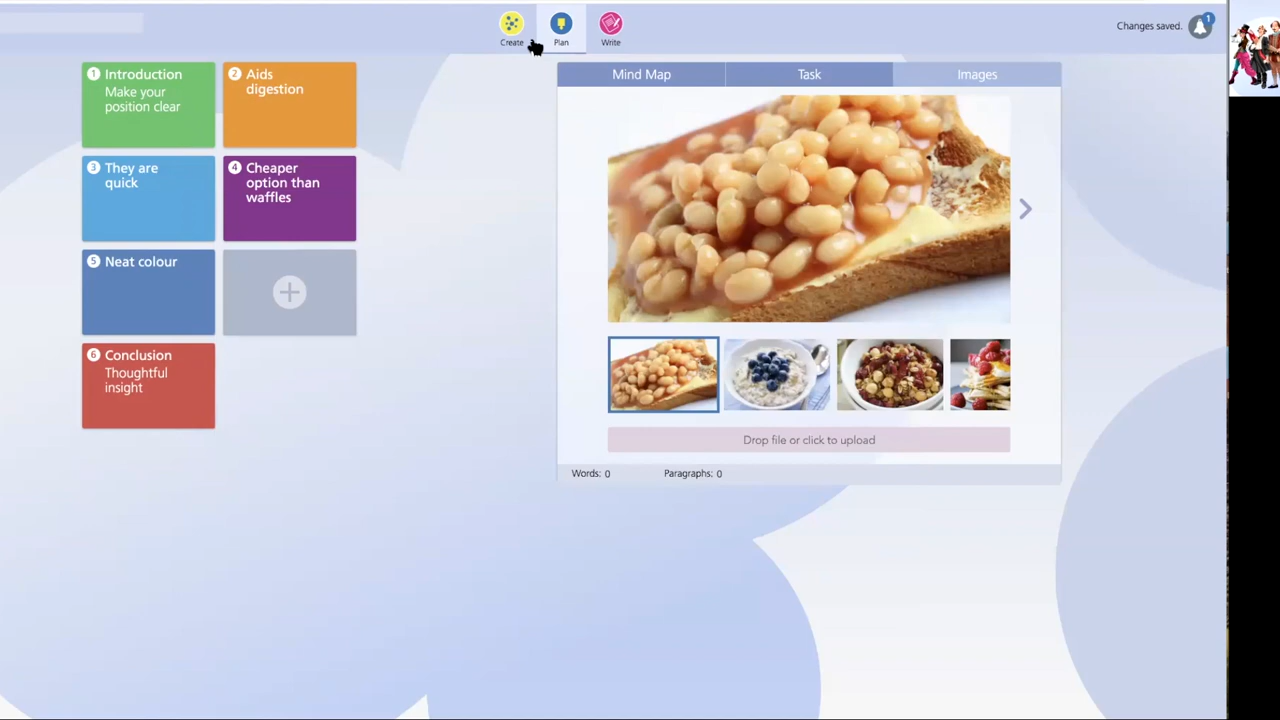 Create
Plan
Write
Changes saved.
1
1 Introduction
Make your
position clear
2 Aids
digestion
3 They are
quick
4 Cheaper
option than
waffles
5 Neat colour
6 Conclusion
Thoughtful
insight
Mind Map
Task
Images
Drop file or click to upload
Words: 0
Paragraphs: 0